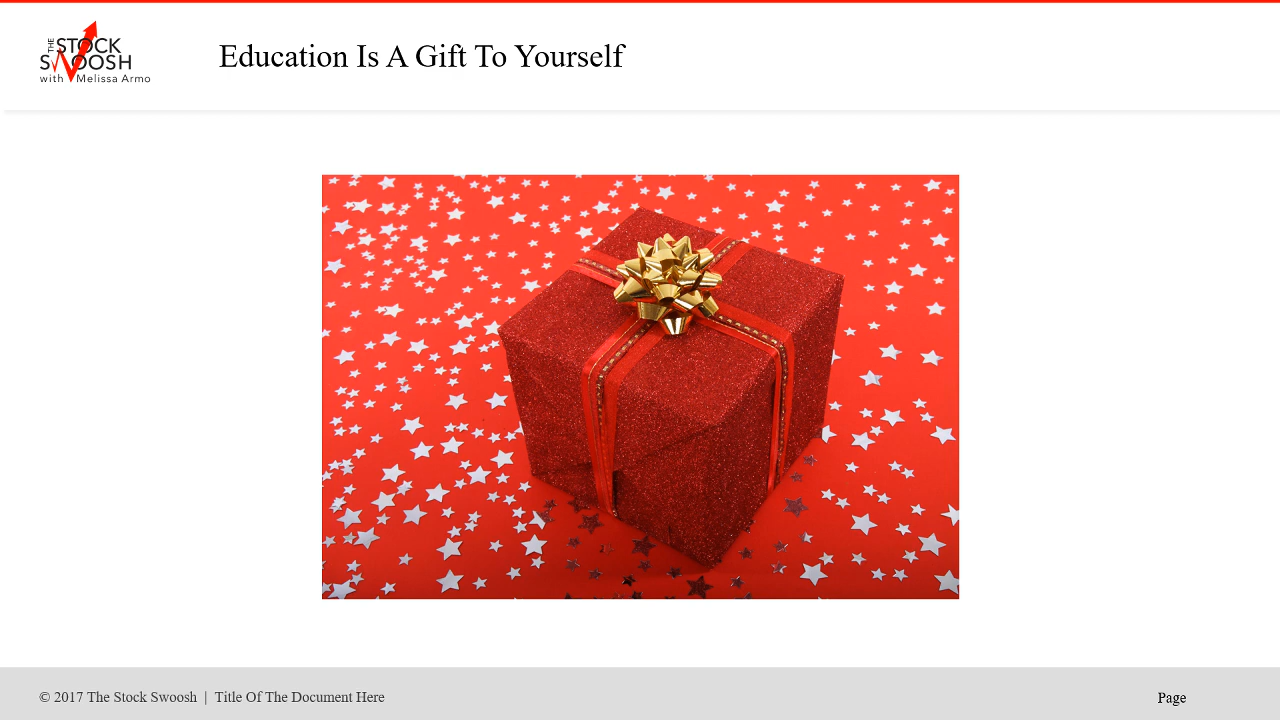 THE STOCK
SWOOSH
with Melissa Armo
Education Is A Gift To Yourself
© 2017 The Stock Swoosh | Title Of The Document Here
Page